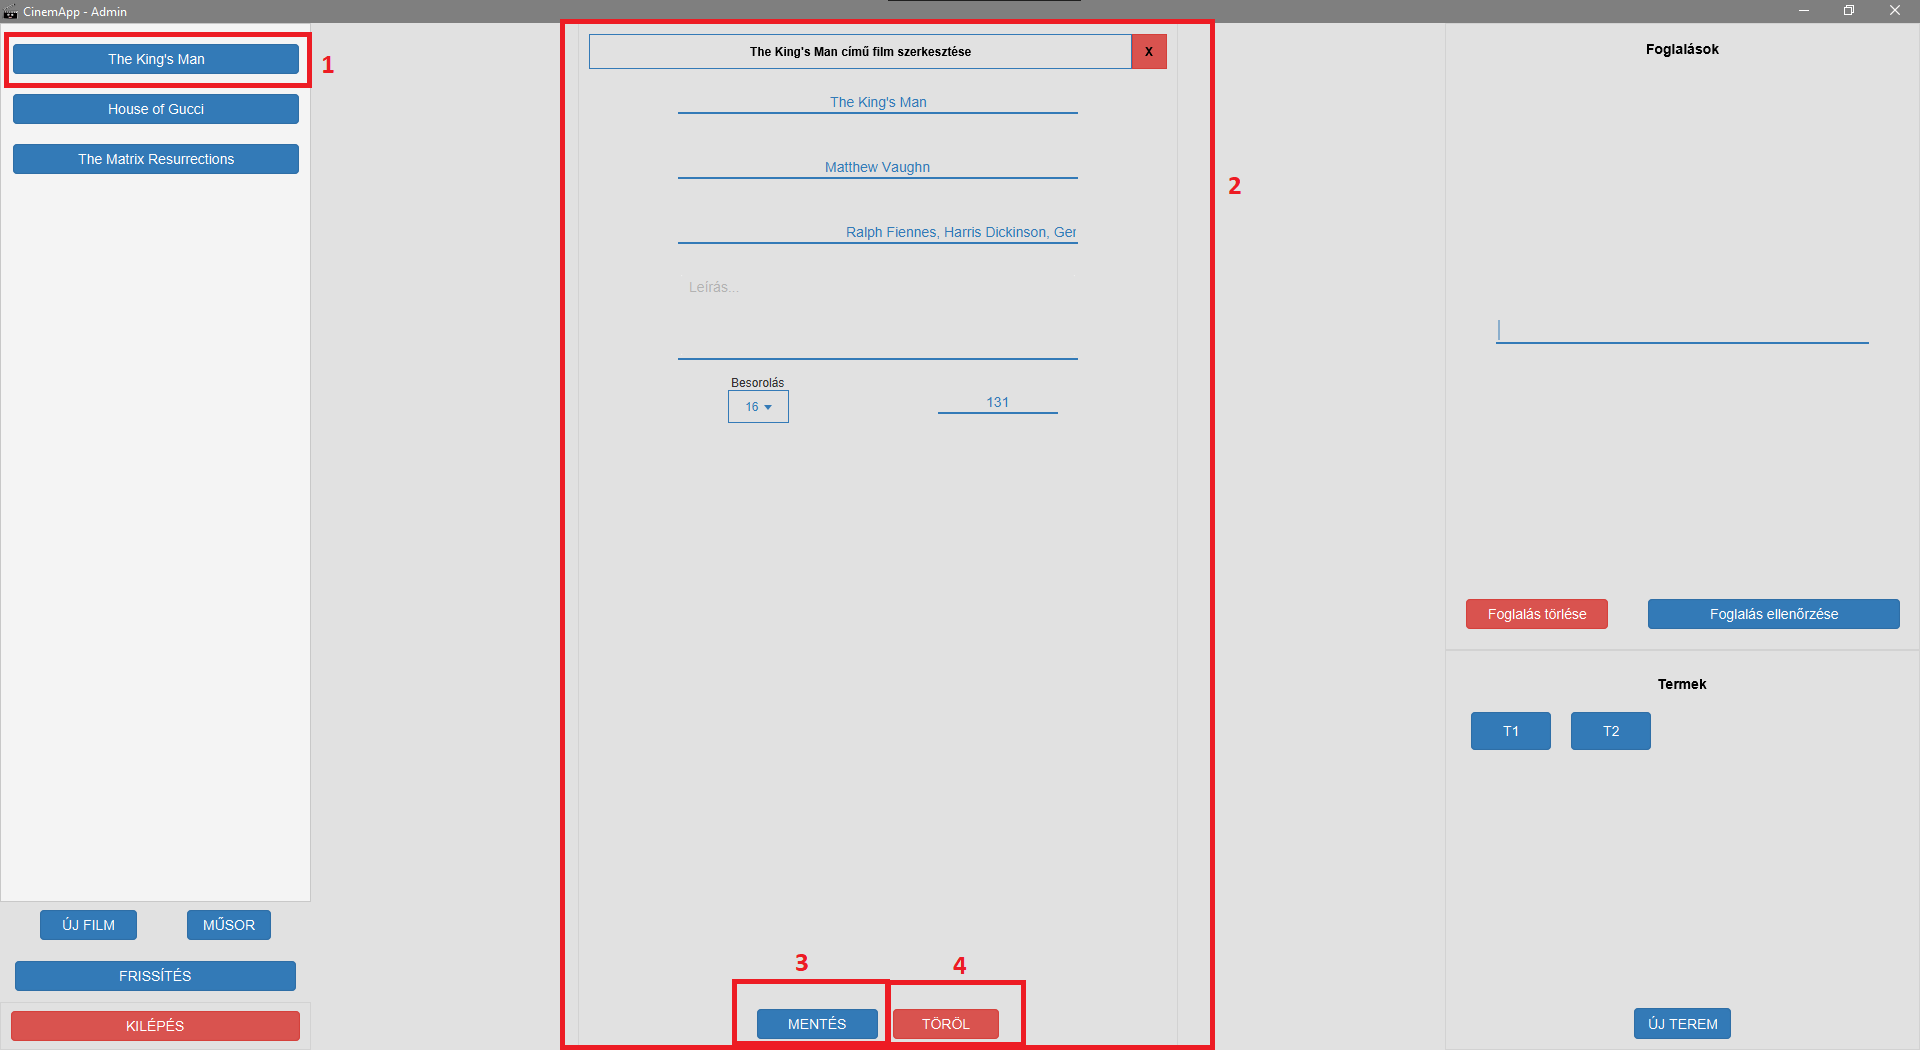 CinemApp - Admin
The King's Man
1
House of Gucci
The Matrix Resurrections
ÚJ FILM
MŰSOR
FRISSÍTÉS
KILÉPÉS
The King's Man című film szerkesztése
X
The King's Man
Matthew Vaughn
2
Ralph Fiennes, Harris Dickinson, Ger
Leírás...
Besorolás
16
131
3
4
MENTÉS
TÖRÖL
Foglalások
Foglalás törlése
Foglalás ellenőrzése
Termek
T1
T2
ÚJ TEREM